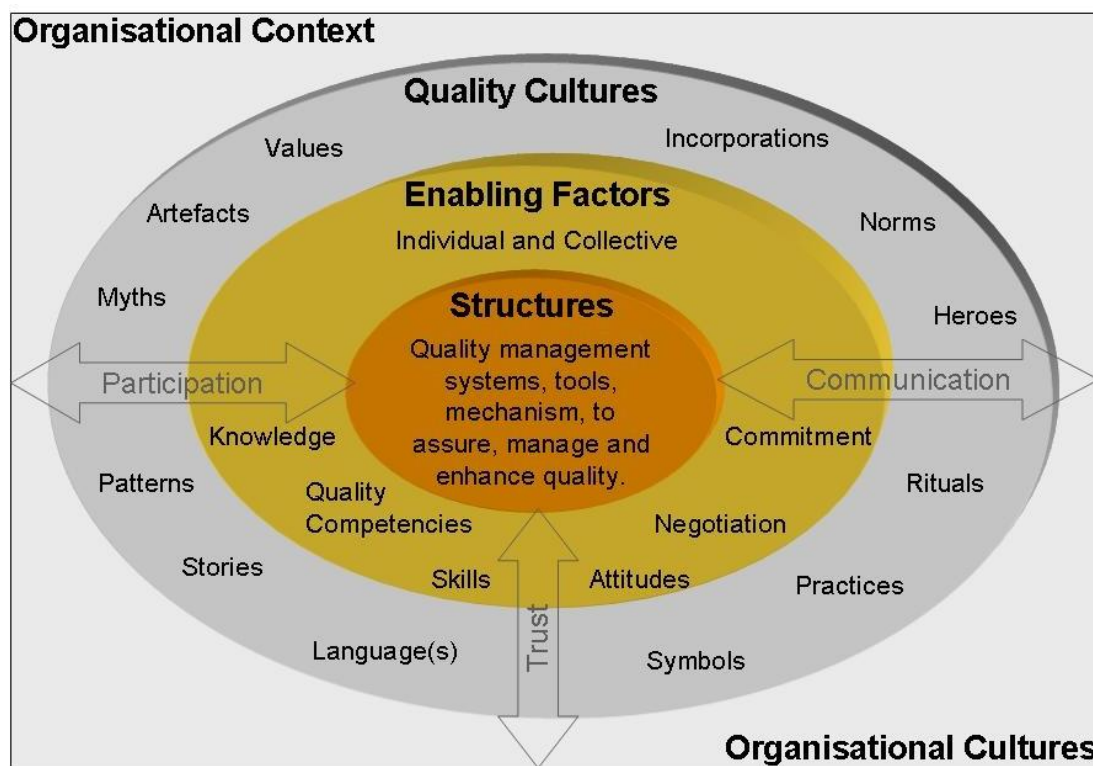 Organisational Context
Quality Cultures
Values
Incorporations
Artefacts
Enabling Factors
Norms
Individual and Collective
Myths
Structures
Heroes
Quality management
systems, tools,
mechanism, to
assure, manage and
enhance quality.
Participation
Communication
Knowledge
Commitment
Patterns
Quality
Competencies
Rituals
Negotiation
Stories
Skills
Attitudes
Practices
Trust
Language(s)
Symbols
Organisational Cultures